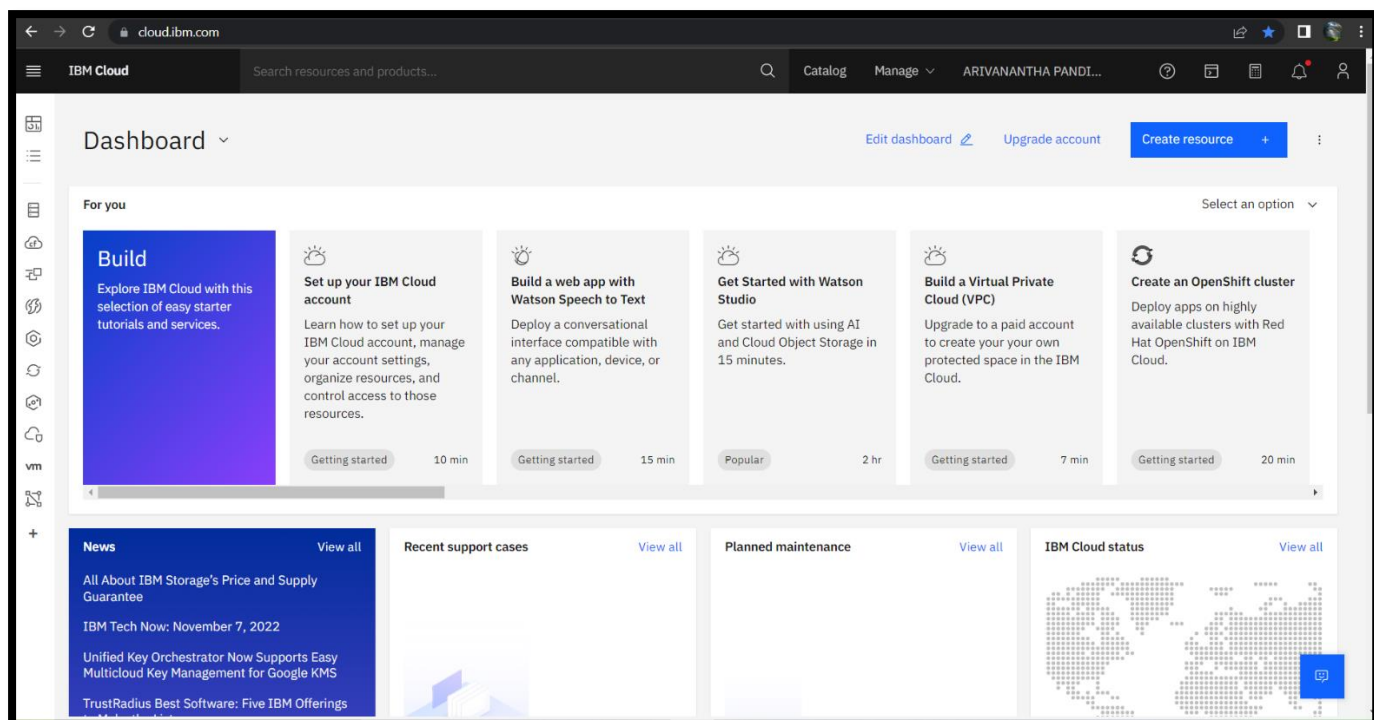 cloud.ibm.com
IBM Cloud
Search resources and products...
Catalog
Manage
ARIVANANTHA PANDI...
Dashboard
Edit dashboard
Upgrade account
Create resource +
For you
Select an option
Build
Explore IBM Cloud with this
selection of easy starter
tutorials and services.
Set up your IBM Cloud
account
Learn how to set up your
IBM Cloud account, manage
your account settings,
organize resources, and
control access to those
resources.
Getting started
10 min
Build a web app with
Watson Speech to Text
Deploy a conversational
interface compatible with
any application, device, or
channel.
Getting started
15 min
Get Started with Watson
Studio
Get started with using AI
and Cloud Object Storage in
15 minutes.
Popular
2 hr
Build a Virtual Private
Cloud (VPC)
Upgrade to a paid account
to create your your own
protected space in the IBM
Cloud.
Getting started
7 min
Create an OpenShift cluster
Deploy apps on highly
available clusters with Red
Hat OpenShift on IBM
Cloud.
Getting started
20 min
vm
News
View all
All About IBM Storage's Price and Supply
Guarantee
IBM Tech Now: November 7, 2022
Unified Key Orchestrator Now Supports Easy
Multicloud Key Management for Google KMS
TrustRadius Best Software: Five IBM Offerings
Recent support cases
View all
Planned maintenance
View all
IBM Cloud status
View all